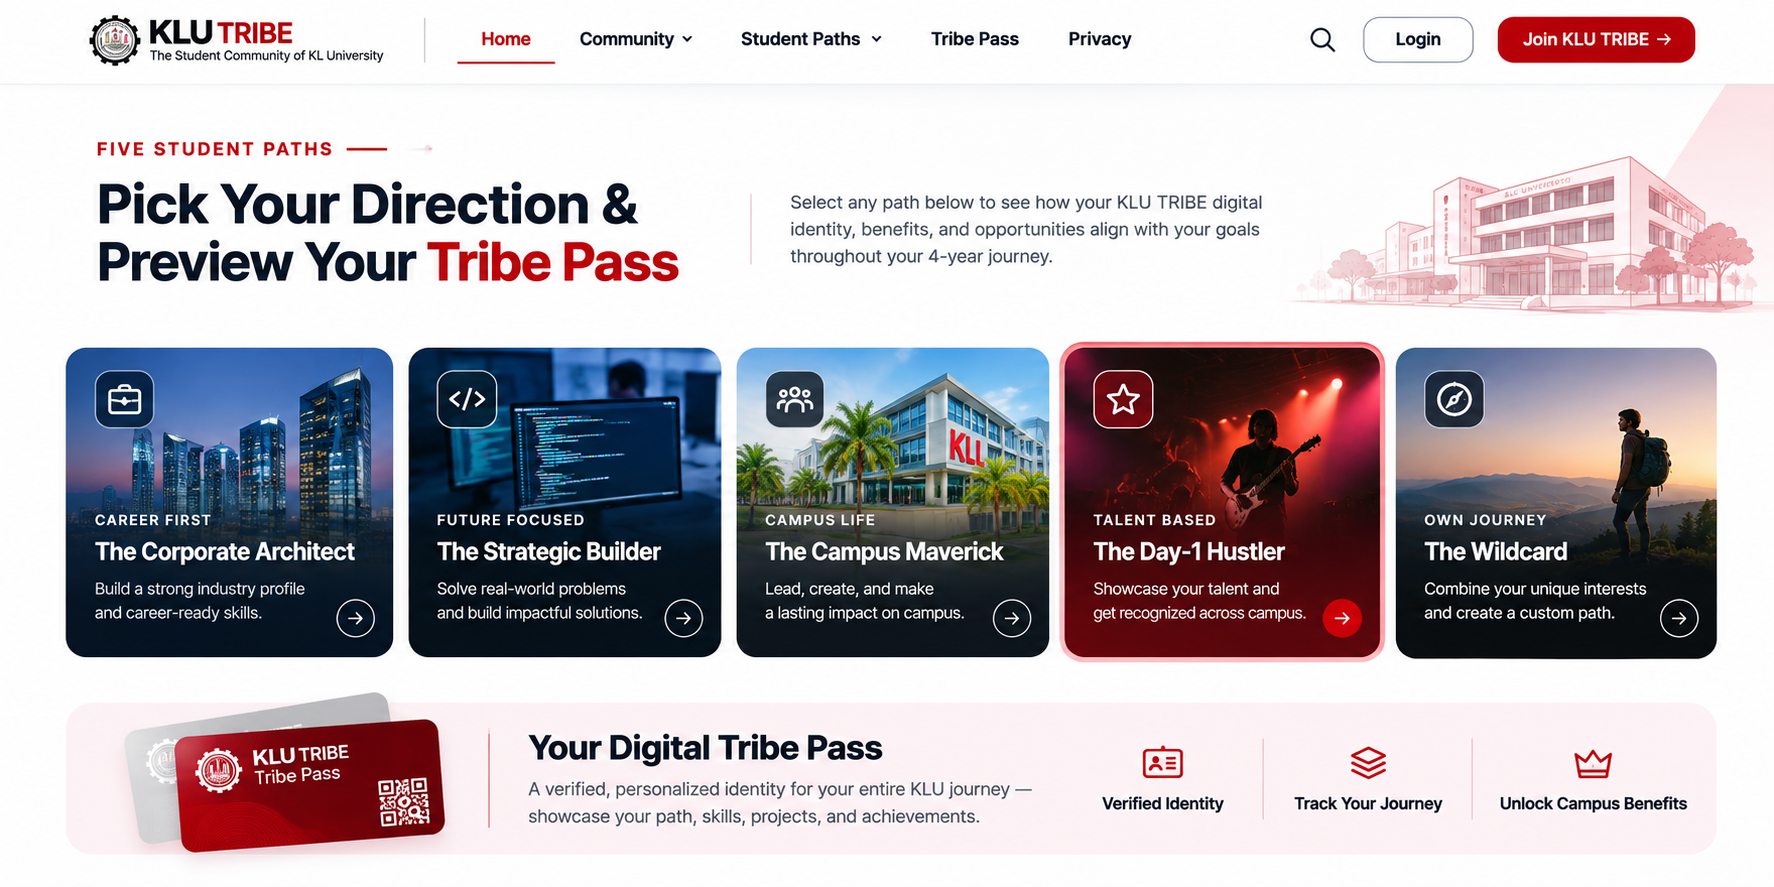 KLU TRIBE
The Student Community of KL University
Home
Community
Student Paths
Tribe Pass
Privacy
Login
Join KLU TRIBE →
FIVE STUDENT PATHS
Pick Your Direction &
Preview Your Tribe Pass
Select any path below to see how your KLU TRIBE digital
identity, benefits, and opportunities align with your goals
throughout your 4-year journey.
</>
KLL
CAREER FIRST
The Corporate Architect
Build a strong industry profile
and career-ready skills.
FUTURE FOCUSED
The Strategic Builder
Solve real-world problems
and build impactful solutions.
CAMPUS LIFE
The Campus Maverick
Lead, create, and make
a lasting impact on campus.
TALENT BASED
The Day-1 Hustler
Showcase your talent and
get recognized across campus.
OWN JOURNEY
The Wildcard
Combine your unique interests
and create a custom path.
KLU TRIBE
Tribe Pass
Your Digital Tribe Pass
A verified, personalized identity for your entire KLU journey —
showcase your path, skills, projects, and achievements.
Verified Identity
Track Your Journey
Unlock Campus Benefits